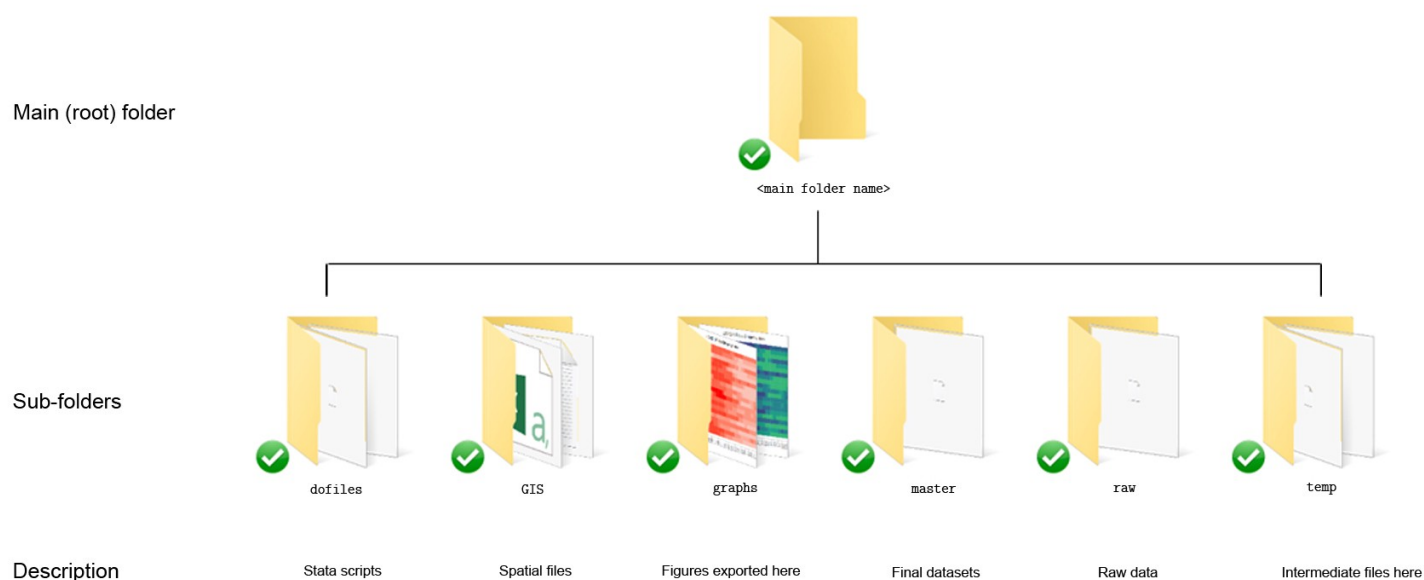 Main (root) folder
<main folder name>
Sub-folders
dofiles GIS graphs master raw temp
Description Stata scripts Spatial files Figures exported here Final datasets Raw data Intermediate files here